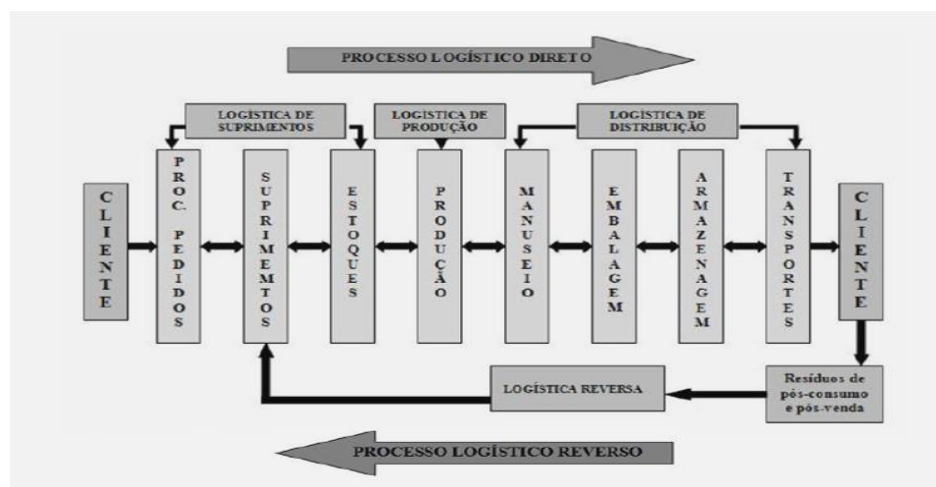 PROCESSO LOGÍSTICO DIRETO
LOGÍSTICA DE
SUPRIMENTOS
LOGÍSTICA DE
PRODUÇÃO
LOGÍSTICA DE
DISTRIBUIÇÃO
CLIENTE
PROC. PEDIDOS
SUPRIMEMTOS
ESTOQUES
PRODUÇÃO
MANUSEIO
EMBALAGEM
ARMAZENAGEM
TRANSPORTES
CLIENTE
LOGÍSTICA REVERSA
Resíduos de
pós-consumo
e pós-venda
PROCESSO LOGÍSTICO REVERSO